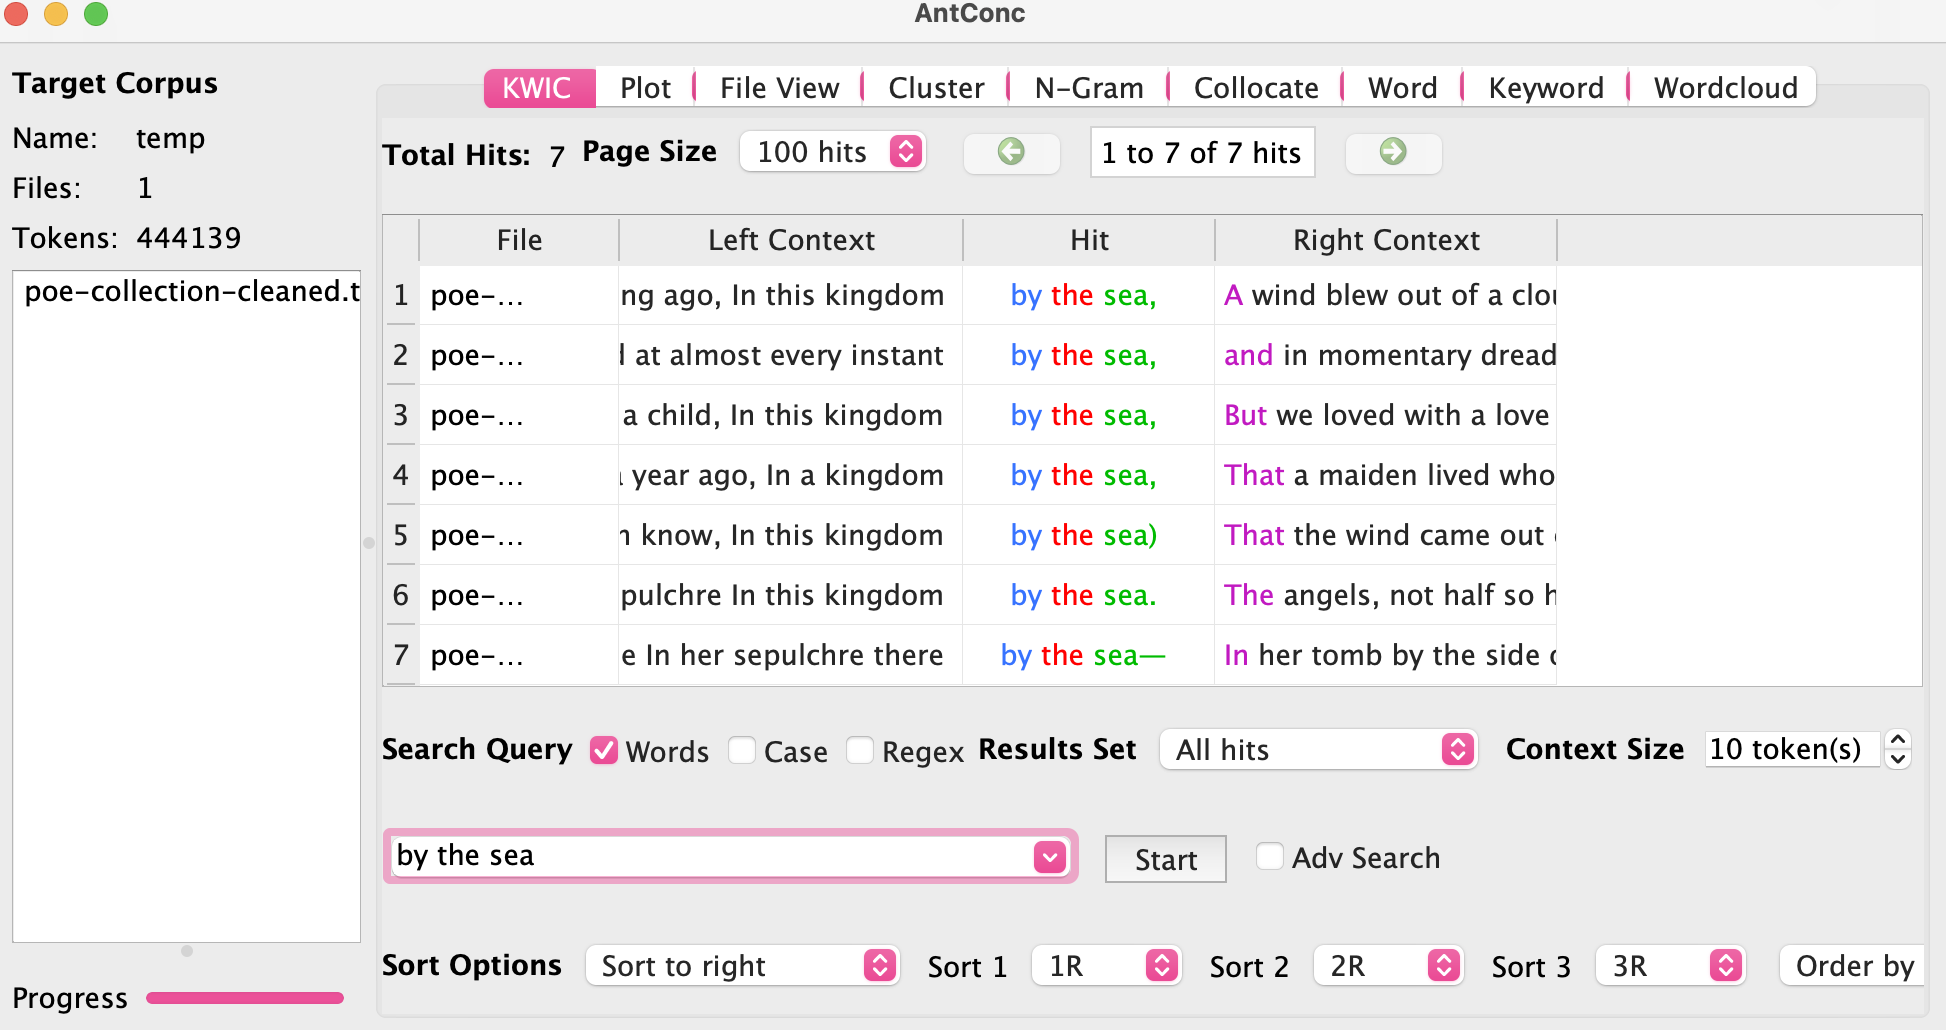 AntConc
Target Corpus
Name: temp
Files: 1
Tokens: 444139
poe-collection-cleaned.t
Progress
KWIC Plot File View Cluster N-Gram Collocate Word Keyword Wordcloud
Total Hits: 7 Page Size 100 hits 1 to 7 of 7 hits
File Left Context Hit Right Context
1 poe-... ng ago, In this kingdom by the sea, A wind blew out of a clou
2 poe-... d at almost every instant by the sea, and in momentary dread
3 poe-... a child, In this kingdom by the sea, But we loved with a love
4 poe-... a year ago, In a kingdom by the sea, That a maiden lived who
5 poe-... n know, In this kingdom by the sea) That the wind came out
6 poe-... pulchre In this kingdom by the sea. The angels, not half so h
7 poe-... e In her sepulchre there by the sea— In her tomb by the side o
Search Query Words Case Regex Results Set All hits Context Size 10 token(s)
by the sea Start Adv Search
Sort Options Sort to right Sort 1 1R Sort 2 2R Sort 3 3R Order by